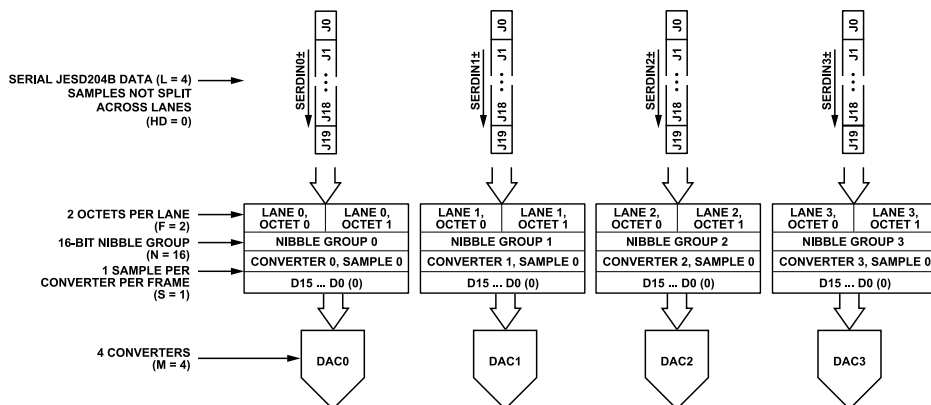 SERIAL JESD204B DATA (L = 4)
SAMPLES NOT SPLIT
ACROSS LANES
(HD = 0)
SERDIN0±
J0
J1
...
J18
J19
SERDIN1±
J0
J1
...
J18
J19
SERDIN2±
J0
J1
...
J18
J19
SERDIN3±
J0
J1
...
J18
J19
2 OCTETS PER LANE
(F = 2)
16-BIT NIBBLE GROUP
(N = 16)
1 SAMPLE PER
CONVERTER PER FRAME
(S = 1)
LANE 0,
OCTET 0
LANE 0,
OCTET 1
NIBBLE GROUP 0
CONVERTER 0, SAMPLE 0
D15 ... D0 (0)
LANE 1,
OCTET 0
LANE 1,
OCTET 1
NIBBLE GROUP 1
CONVERTER 1, SAMPLE 0
D15 ... D0 (0)
LANE 2,
OCTET 0
LANE 2,
OCTET 1
NIBBLE GROUP 2
CONVERTER 2, SAMPLE 0
D15 ... D0 (0)
LANE 3,
OCTET 0
LANE 3,
OCTET 1
NIBBLE GROUP 3
CONVERTER 3, SAMPLE 0
D15 ... D0 (0)
4 CONVERTERS
(M = 4)
DAC0
DAC1
DAC2
DAC3